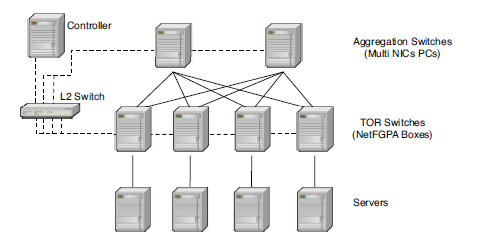 Controller
Aggregation Switches
(Multi NICs PCs)
L2 Switch
TOR Switches
(NetFGPA Boxes)
Servers